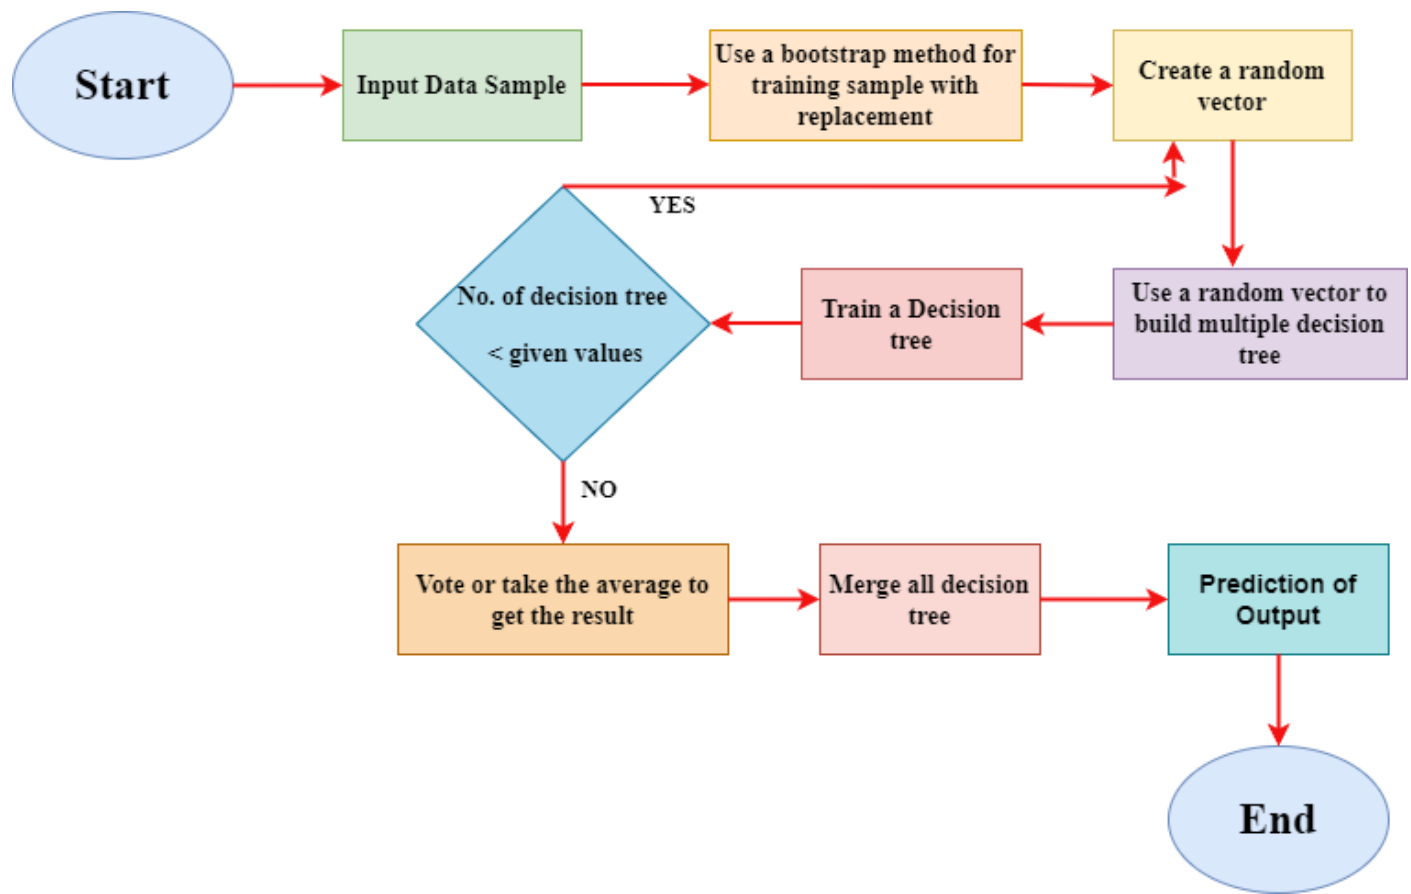 Start
Input Data Sample
Use a bootstrap method for
training sample with
replacement
Create a random
vector
YES
No. of decision tree
< given values
Train a Decision
tree
Use a random vector to
build multiple decision
tree
NO
Vote or take the average to
get the result
Merge all decision
tree
Prediction of
Output
End